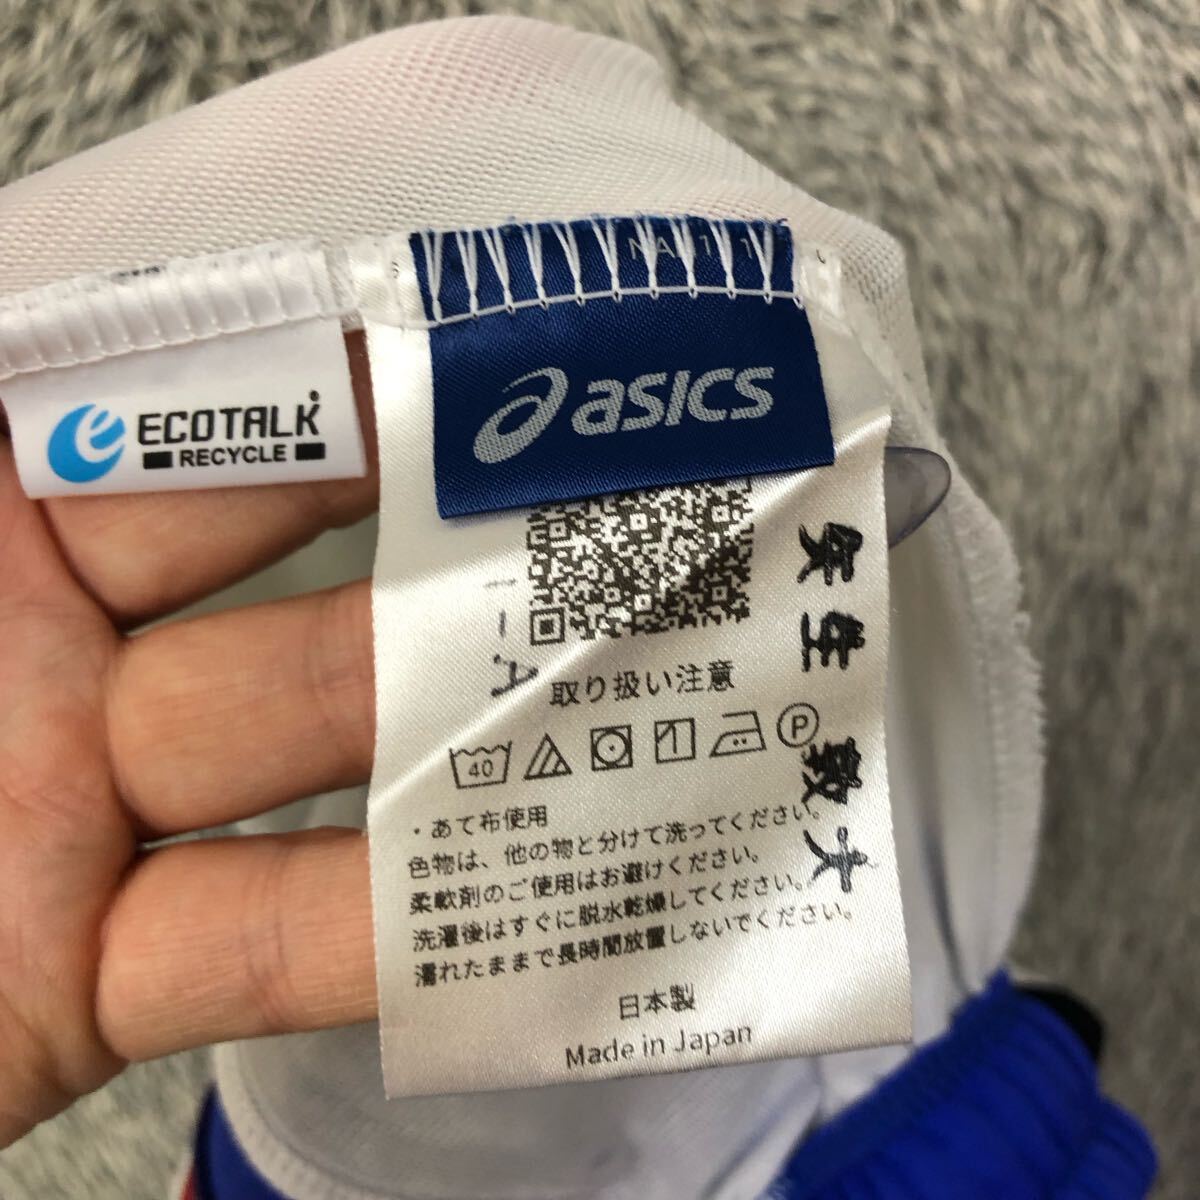 ECOTALK
RECYCLE
asics
1-A
取り扱い注意
40
P
・あて布使用
色物は、他の物と分けて洗ってください。
柔軟剤のご使用はお避けください。
洗濯後はすぐに脱水乾燥してください。
濡れたままで長時間放置しないでください。
日本製
Made in Japan